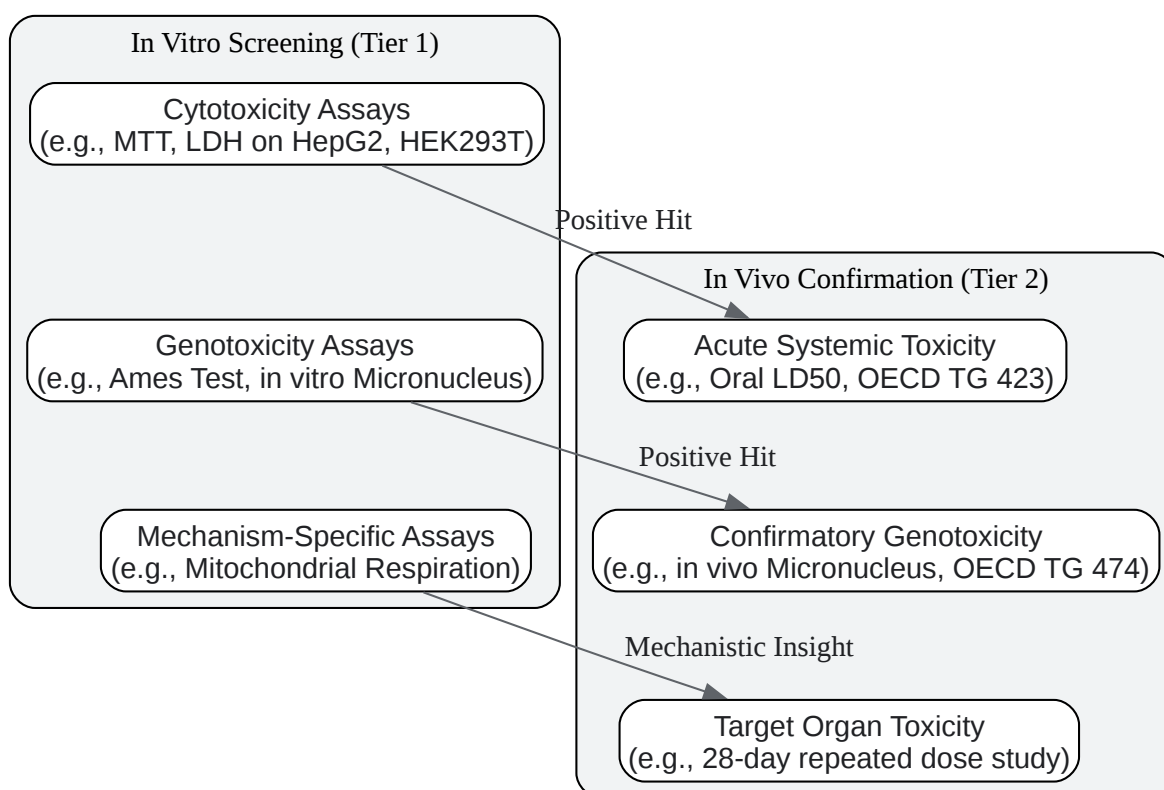 In Vitro Screening (Tier 1)
Cytotoxicity Assays
(e.g., MTT, LDH on HepG2, HEK293T)
Positive Hit
In Vivo Confirmation (Tier 2)
Genotoxicity Assays
(e.g., Ames Test, in vitro Micronucleus)
Acute Systemic Toxicity
(e.g., Oral LD50, OECD TG 423)
Positive Hit
Mechanism-Specific Assays
(e.g., Mitochondrial Respiration)
Confirmatory Genotoxicity
(e.g., in vivo Micronucleus, OECD TG 474)
Mechanistic Insight
Target Organ Toxicity
(e.g., 28-day repeated dose study)